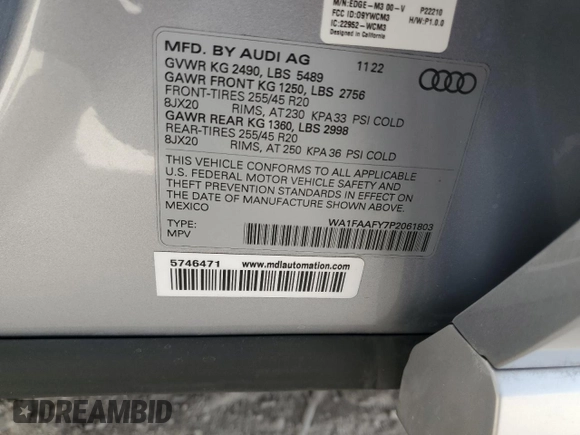 M/N:EDGE-M3 00-V P22210
FCC ID:O9YWCM3 H/W:P1.0.0
IC:22952-WCM3
Designed in California
MFD. BY AUDI AG 11 22
GVWR KG 2490, LBS 5489
GAWR FRONT KG 1250, LBS 2756
FRONT-TIRES 255/45 R20
8JX20 RIMS, AT 230 KPA 33 PSI COLD
GAWR REAR KG 1360, LBS 2998
REAR-TIRES 255/45 R20
8JX20 RIMS, AT 250 KPA 36 PSI COLD
THIS VEHICLE CONFORMS TO ALL APPLICABLE
U.S. FEDERAL MOTOR VEHICLE SAFETY AND
THEFT PREVENTION STANDARDS IN EFFECT ON
THE DATE OF MANUFACTURE SHOWN ABOVE.
MEXICO
TYPE: WA1FAAFY7P2061803
MPV
5746471 www.mdlautomation.com
DREAMBID